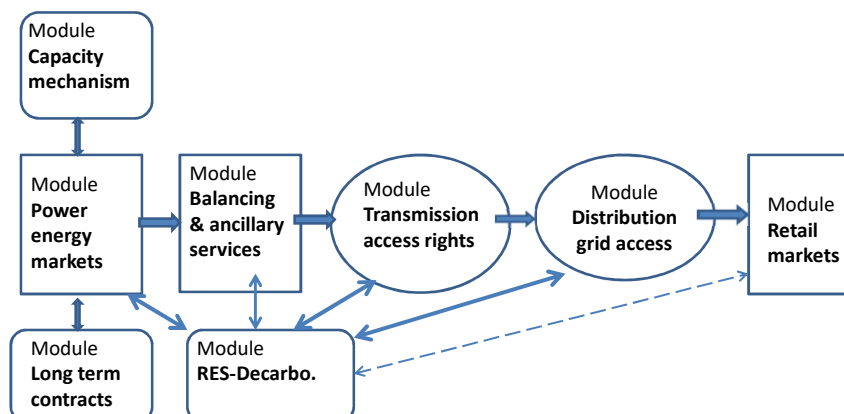 Module
Capacity
mechanism
Module
Power
energy
markets
Module
Balancing
& ancillary
services
Module
Transmission
access rights
Module
Distribution
grid access
Module
Retail
markets
Module
Long term
contracts
Module
RES-Decarbo.